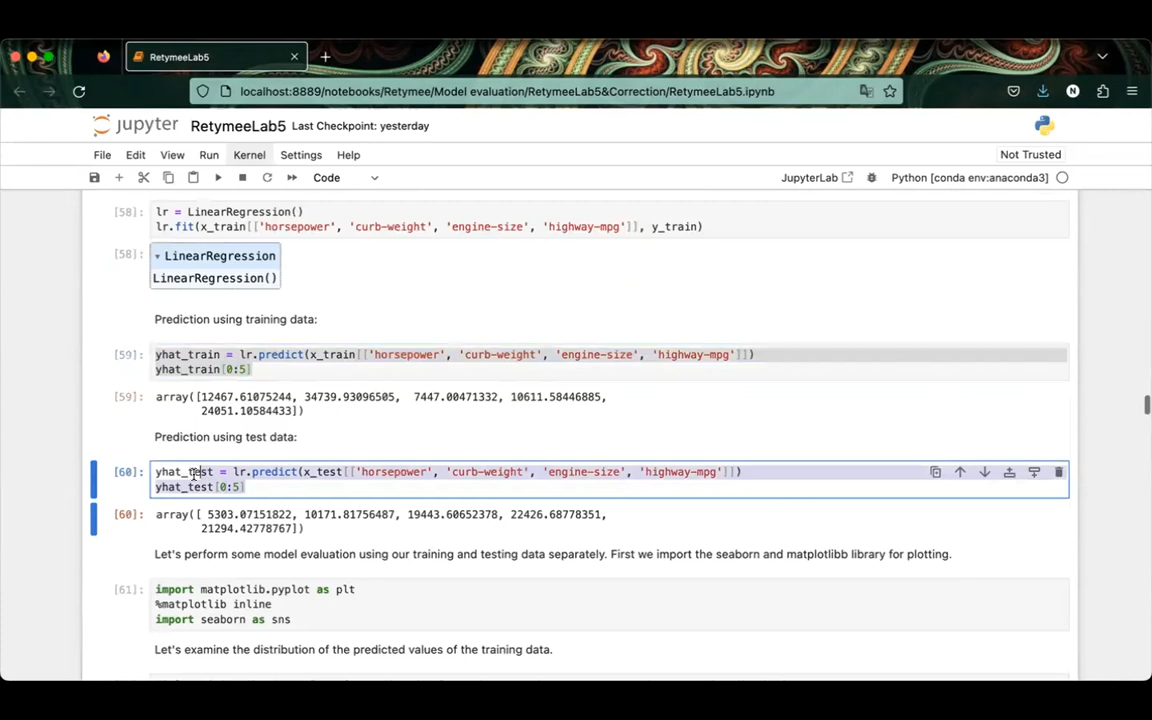 RetymeeLab5
localhost:8889/notebooks/Retymee/Model evaluation/RetymeeLab5&Correction/RetymeeLab5.ipynb
N
jupyter RetymeeLab5 Last Checkpoint: yesterday
File Edit View Run Kernel Settings Help Not Trusted
Code JupyterLab Python [conda env:anaconda3]
[58]: lr = LinearRegression()
lr.fit(x_train[['horsepower', 'curb-weight', 'engine-size', 'highway-mpg']], y_train)
[58]: LinearRegression
LinearRegression()
Prediction using training data:
[59]: yhat_train = lr.predict(x_train[['horsepower', 'curb-weight', 'engine-size', 'highway-mpg']])
yhat_train[0:5]
[59]: array([12467.61075244, 34739.93096505, 7447.00471332, 10611.58446885,
24051.10584433])
Prediction using test data:
[60]: yhat_test = lr.predict(x_test[['horsepower', 'curb-weight', 'engine-size', 'highway-mpg']])
yhat_test[0:5]
[60]: array([ 5303.07151822, 10171.81756487, 19443.60652378, 22426.68778351,
21294.42778767])
Let's perform some model evaluation using our training and testing data separately. First we import the seaborn and matplotlibb library for plotting.
[61]: import matplotlib.pyplot as plt
%matplotlib inline
import seaborn as sns
Let's examine the distribution of the predicted values of the training data.